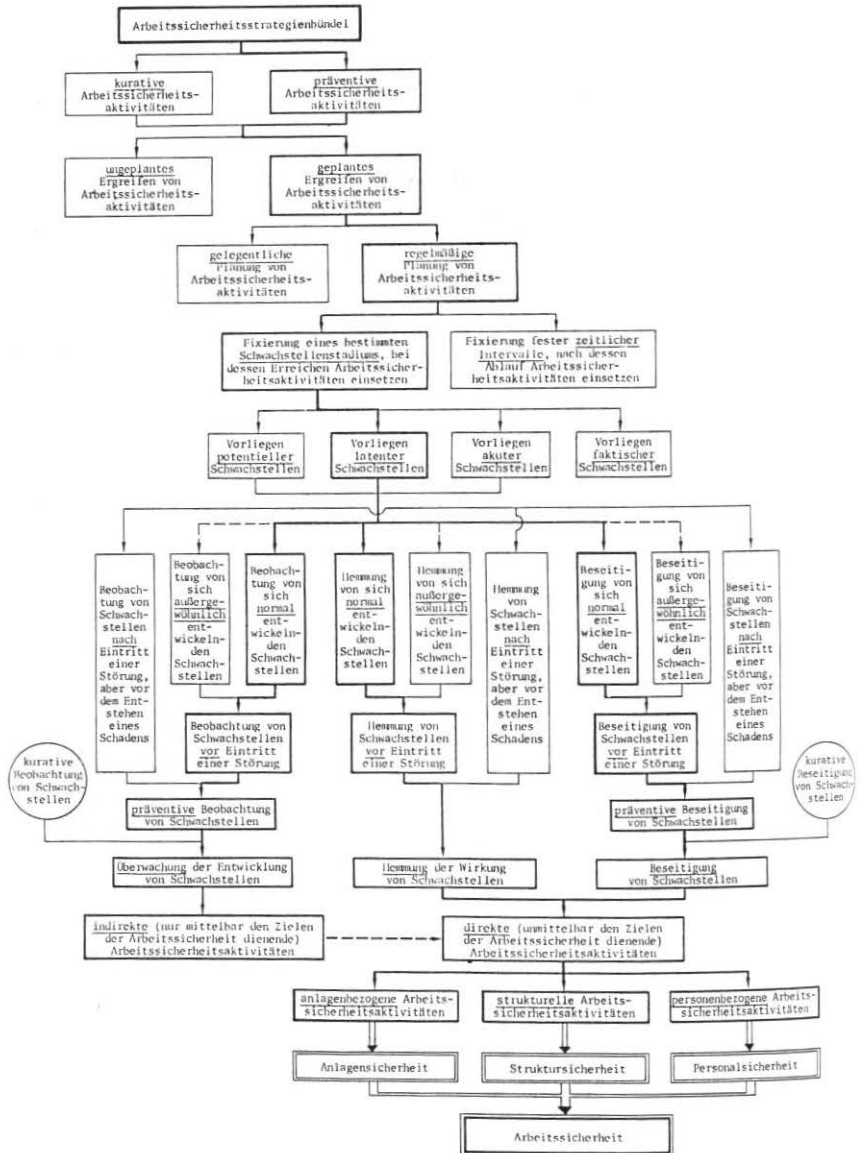 Arbeitssicherheitsstrategienbündel
kurative
Arbeitssicherheits-
aktivitäten
präventive
Arbeitssicherheits-
aktivitäten
ungeplantes
Ergreifen von
Arbeitssicherheits-
aktivitäten
geplantes
Ergreifen von
Arbeitssicherheits-
aktivitäten
gelegentliche
Planung von
Arbeitssicherheits-
aktivitäten
regelmäßige
Planung von
Arbeitssicherheits-
aktivitäten
Fixierung eines bestimmten
Schwachstellenstadiums, bei
dessen Erreichen Arbeitssicher-
heitsaktivitäten einsetzen
Fixierung fester zeitlicher
Intervalle, nach dessen
Ablauf Arbeitssicher-
heitsaktivitäten einsetzen
Vorliegen
potentieller
Schwachstellen
Vorliegen
latenter
Schwachstellen
Vorliegen
akuter
Schwachstellen
Vorliegen
faktischer
Schwachstellen
Beobach-
tung von
Schwach-
stellen
nach
Eintritt
einer
Störung,
aber vor
dem Ent-
stehen
eines
Schadens
Beobach-
tung von
sich
außerge-
wöhnlich
ent-
wickeln-
den
Schwach-
stellen
Beobach-
tung von
sich
normal
ent-
wickeln-
den
Schwach-
stellen
Hemmung
von sich
normal
ent-
wickeln-
den
Schwach-
stellen
Hemmung
von sich
außerge-
wöhnlich
ent-
wickeln-
den
Schwach-
stellen
Hemmung
von
Schwach-
stellen
nach
Eintritt
einer
Störung,
aber vor
dem Ent-
stehen
eines
Schadens
Beseiti-
gung von
sich
normal
ent-
wickeln-
den
Schwach-
stellen
Beseiti-
gung von
sich
außerge-
wöhnlich
ent-
wickeln-
den
Schwach-
stellen
Beseiti-
gung von
Schwach-
stellen
nach
Eintritt
einer
Störung,
aber vor
dem Ent-
stehen
eines
Schadens
Beobachtung von
Schwachstellen
vor Eintritt
einer Störung
Hemmung von
Schwachstellen
vor Eintritt
einer Störung
Beseitigung von
Schwachstellen
vor Eintritt
einer Störung
kurative
Beobachtung
von Schwach-
stellen
präventive Beobachtung
von Schwachstellen
präventive Beseitigung
von Schwachstellen
kurative
Beseitigung
von Schwach-
stellen
Überwachung der Entwicklung
von Schwachstellen
Hemmung der Wirkung
von Schwachstellen
Beseitigung
von Schwachstellen
indirekte (nur mittelbar den Zielen
der Arbeitssicherheit dienende)
Arbeitssicherheitsaktivitäten
direkte (unmittelbar den Zielen
der Arbeitssicherheit dienende)
Arbeitssicherheitsaktivitäten
anlagenbezogene Arbeits-
sicherheitsaktivitäten
strukturelle Arbeits-
sicherheitsaktivitäten
personenbezogene Arbeits-
sicherheitsaktivitäten
Anlagensicherheit
Struktursicherheit
Personalsicherheit
Arbeitssicherheit